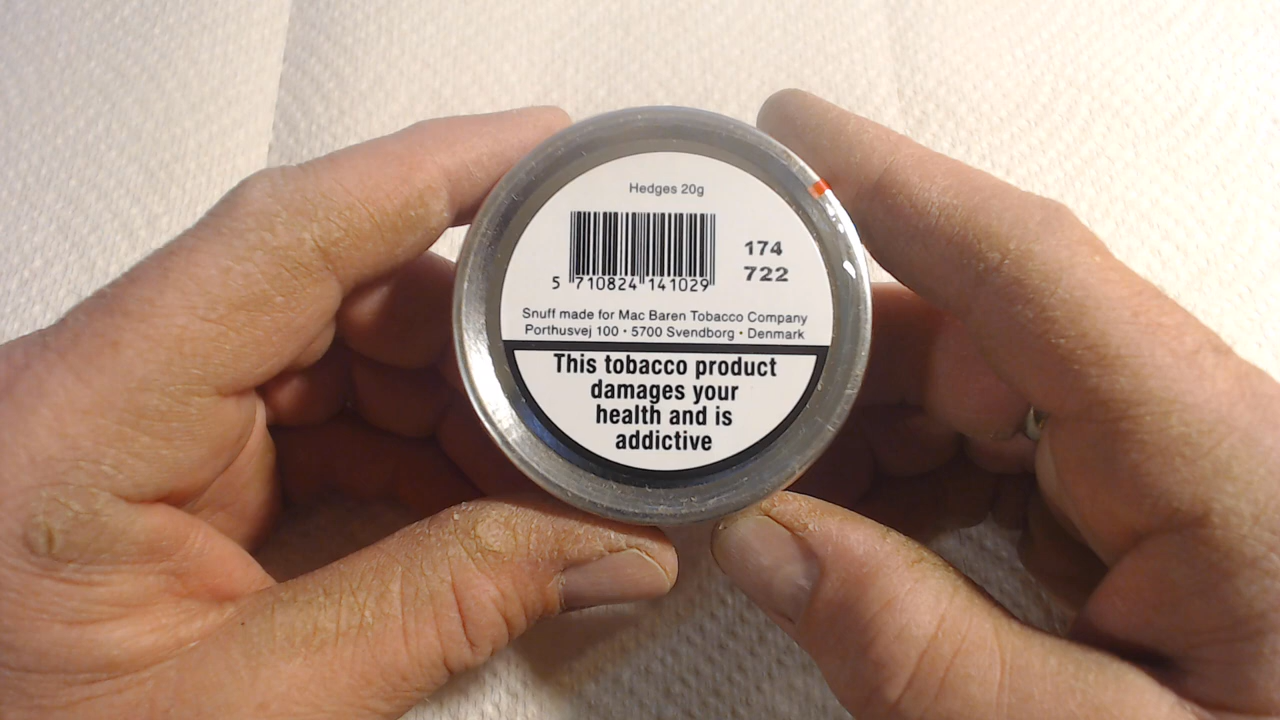 Hedges 20g
174
722
5 710824 141029
Snuff made for Mac Baren Tobacco Company
Porthusvej 100 • 5700 Svendborg • Denmark
This tobacco product
damages your
health and is
addictive